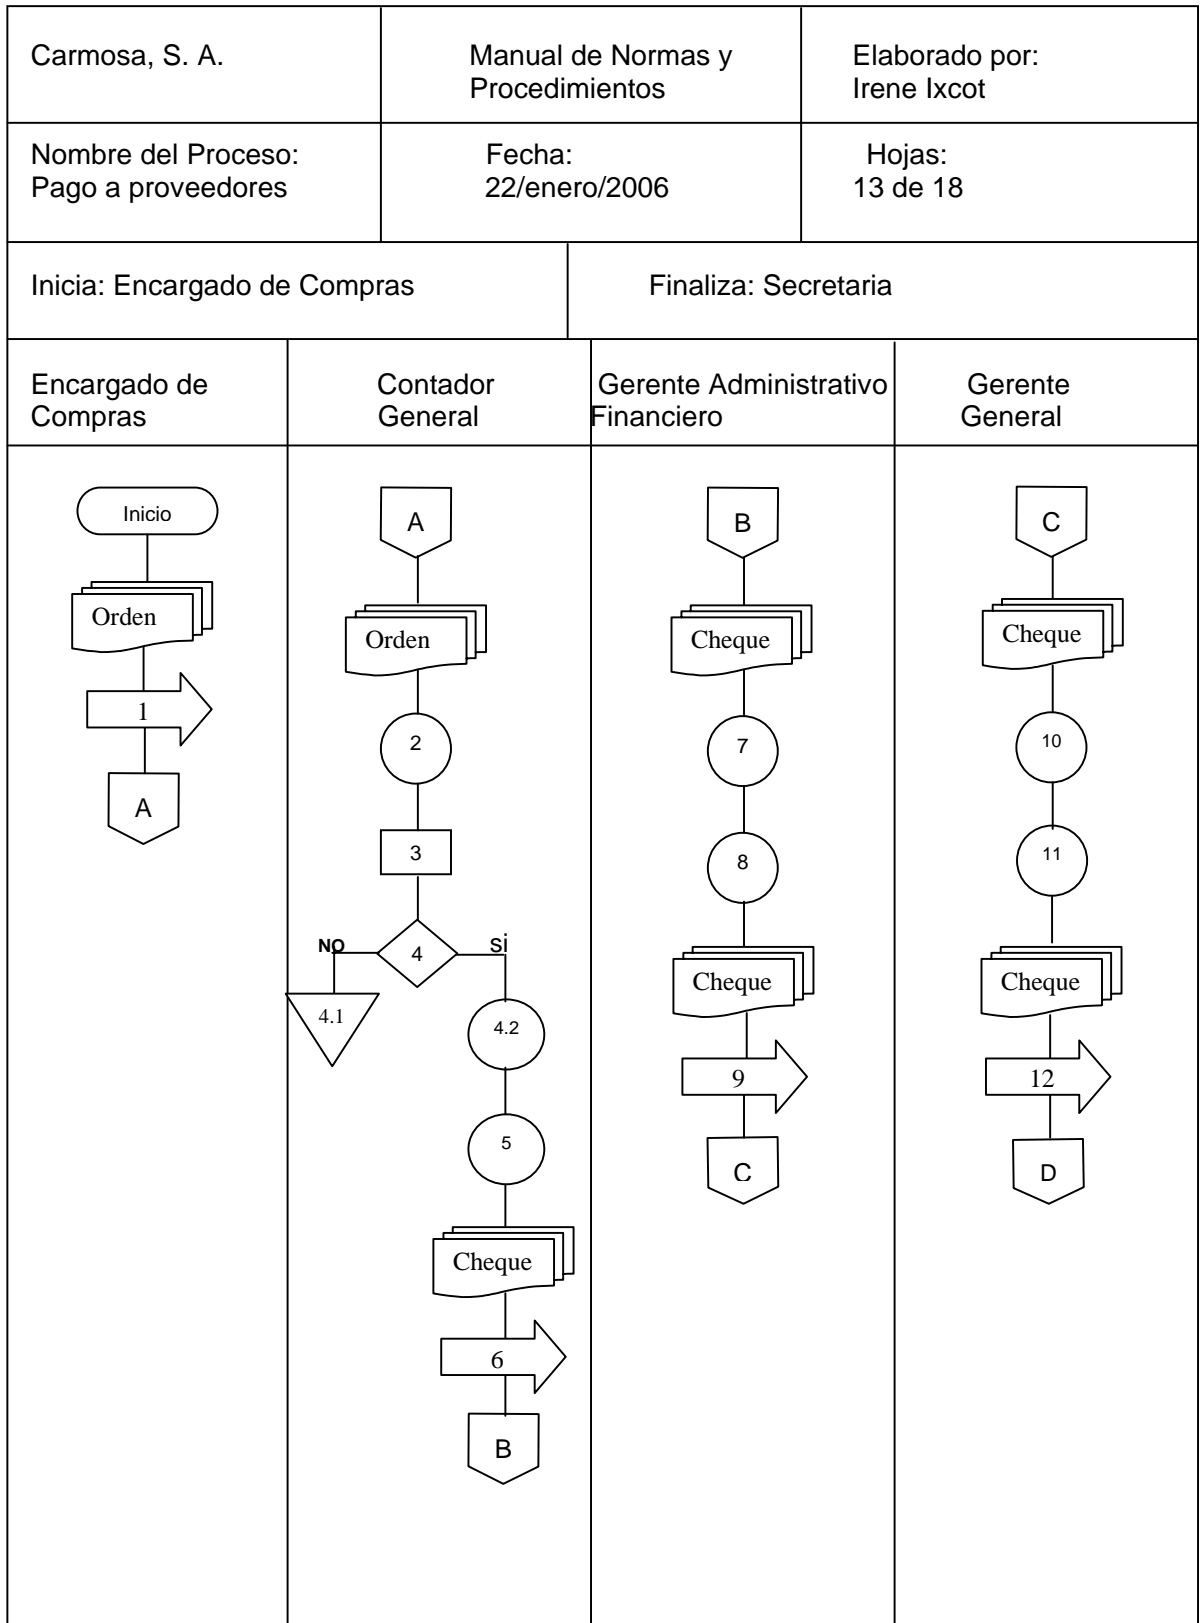 Carmosa, S. A.
Manual de Normas y
Procedimientos
Elaborado por:
Irene Ixcot
Nombre del Proceso:
Pago a proveedores
Fecha:
22/enero/2006
Hojas:
13 de 18
Inicia: Encargado de Compras
Finaliza: Secretaria
Encargado de
Compras
Contador
General
Gerente Administrativo
Financiero
Gerente
General
Inicio
Orden
1
A
A
Orden
2
3
4
NO
si
4.1
4.2
5
Cheque
6
B
B
Cheque
7
8
Cheque
9
C
C
Cheque
10
11
Cheque
12
D